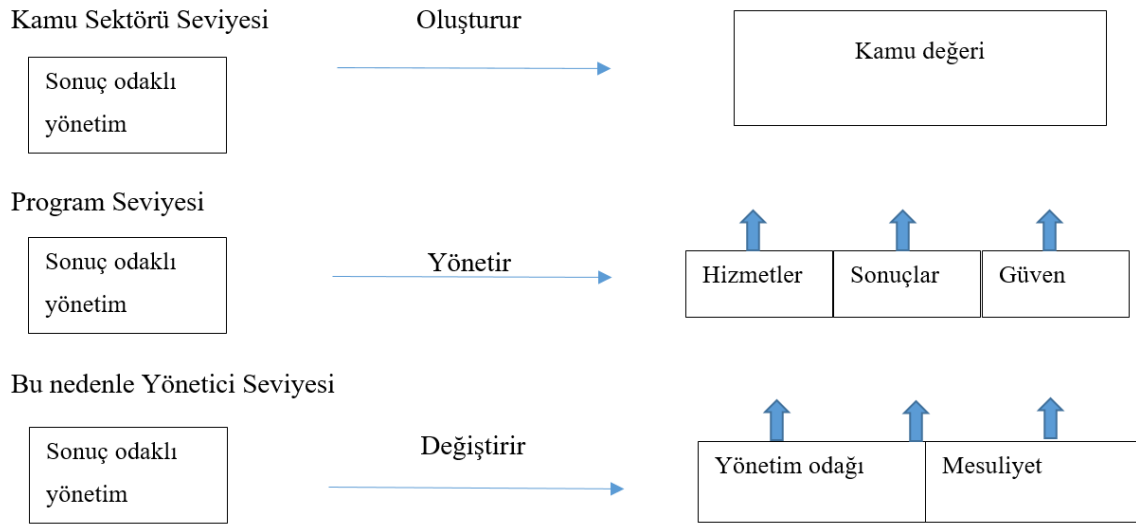 Kamu Sektörü Seviyesi
Oluşturur
Kamu değeri
Sonuç odaklı
yönetim
Program Seviyesi
Sonuç odaklı
yönetim
Yönetir
Hizmetler
Sonuçlar
Güven
Bu nedenle Yönetici Seviyesi
Sonuç odaklı
yönetim
Değiştirir
Yönetim odağı
Mesuliyet